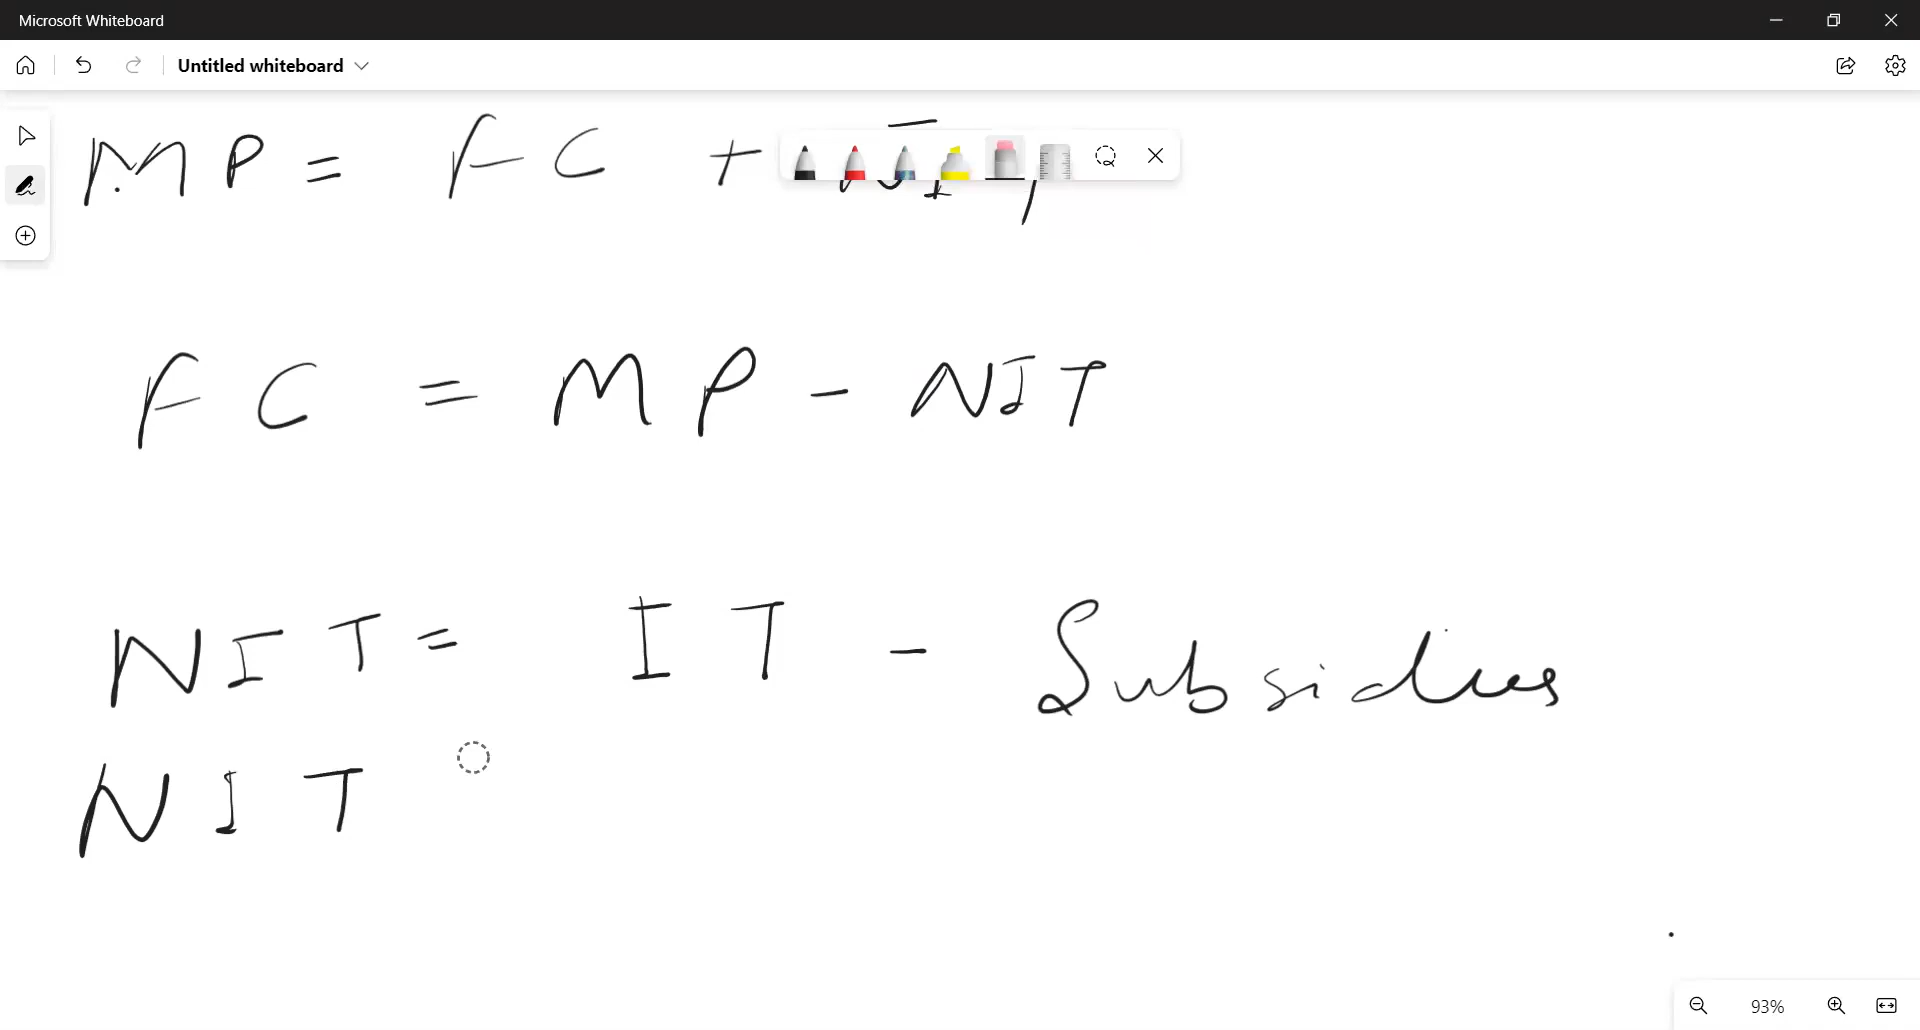 Microsoft Whiteboard
Untitled whiteboard
MP = FC +
FC = MP - NIT
NIT = IT - Subsidies
NIT
93%